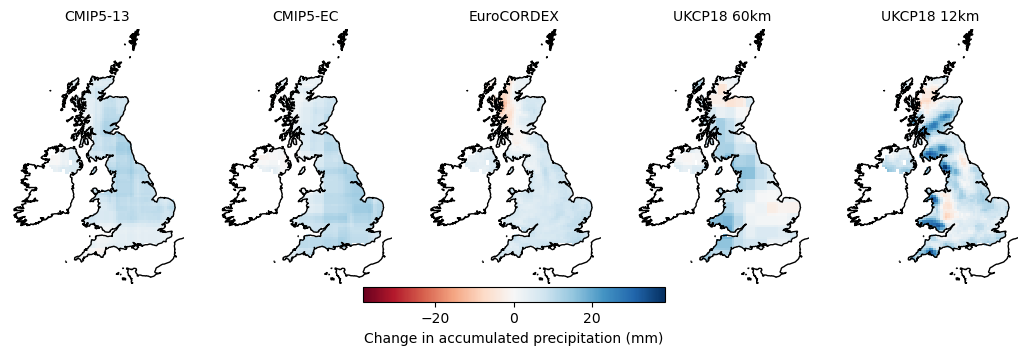 CMIP5-13 CMIP5-EC EuroCORDEX UKCP18 60km UKCP18 12km
−20 0 20
Change in accumulated precipitation (mm)